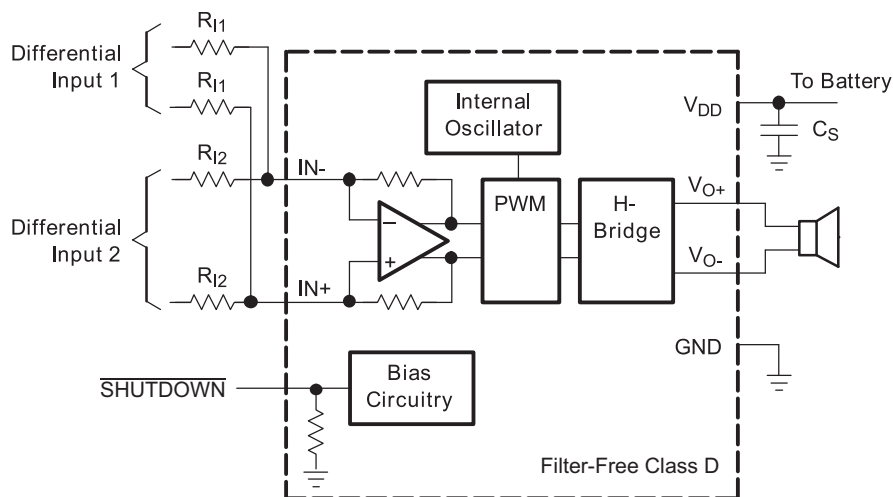 R_I1
Differential
Input 1
R_I1
To Battery
Internal
Oscillator
V_DD
C_S
R_I2
IN-
PWM
H-
Bridge
V_O+
Differential
Input 2
−
+
V_O-
R_I2
IN+
GND
SHUTDOWN
Bias
Circuitry
Filter-Free Class D